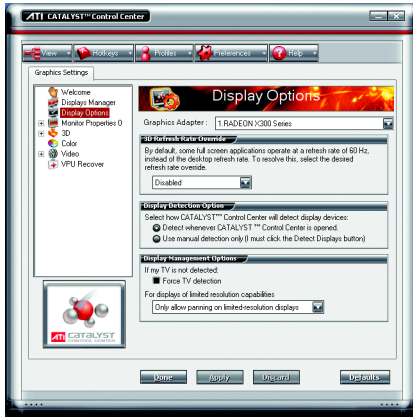 ATI CATALYST™ Control Center
View
Hotkeys
Profiles
Preferences
Help
Graphics Settings
Welcome
Displays Manager
Display Options
Monitor Properties 0
3D
Color
Video
VPU Recover
ATI CATALYST
CONTROL CENTER
Display Options
Graphics Adapter : 1.RADEON X300 Series
3D Refresh Rate Override
By default, some full screen applications operate at a refresh rate of 60 Hz,
instead of the desktop refresh rate. To resolve this, select the desired
refresh rate override.
Disabled
Display Detection Option
Select how CATALYST™ Control Center will detect display devices:
Detect whenever CATALYST ™ Control Center is opened.
Use manual detection only (I must click the Detect Displays button)
Display Management Options
If my TV is not detected:
Force TV detection
For displays of limited resolution capabilities
Only allow panning on limited-resolution displays
Done
Apply
Discard
Defaults